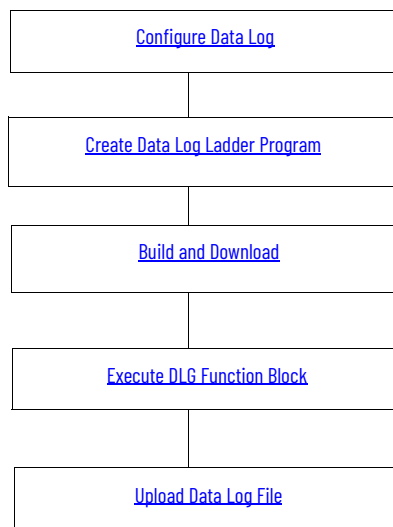 Configure Data Log
Create Data Log Ladder Program
Build and Download
Execute DLG Function Block
Upload Data Log File